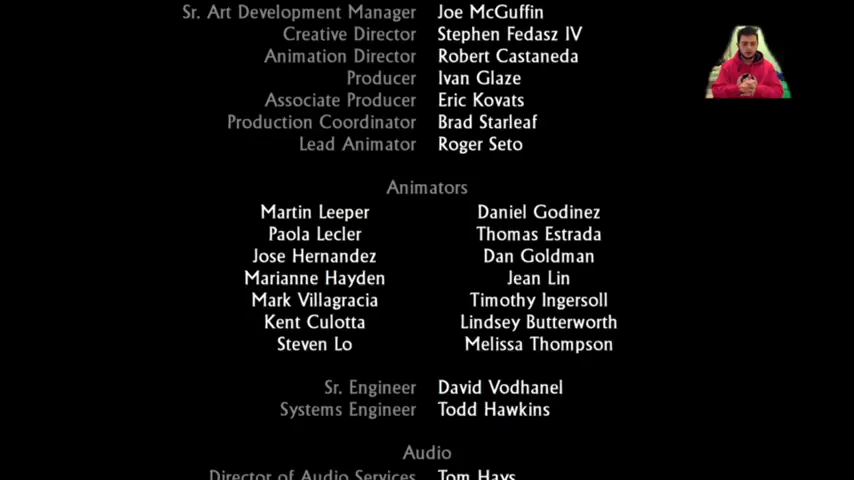 Sr. Art Development Manager Joe McGuffin
Creative Director Stephen Fedasz IV
Animation Director Robert Castaneda
Producer Ivan Glaze
Associate Producer Eric Kovats
Production Coordinator Brad Starleaf
Lead Animator Roger Seto
Animators
Martin Leeper Daniel Godinez
Paola Lecler Thomas Estrada
Jose Hernandez Dan Goldman
Marianne Hayden Jean Lin
Mark Villagracia Timothy Ingersoll
Kent Culotta Lindsey Butterworth
Steven Lo Melissa Thompson
Sr. Engineer David Vodhanel
Systems Engineer Todd Hawkins
Audio
Director of Audio Services Tom Hays